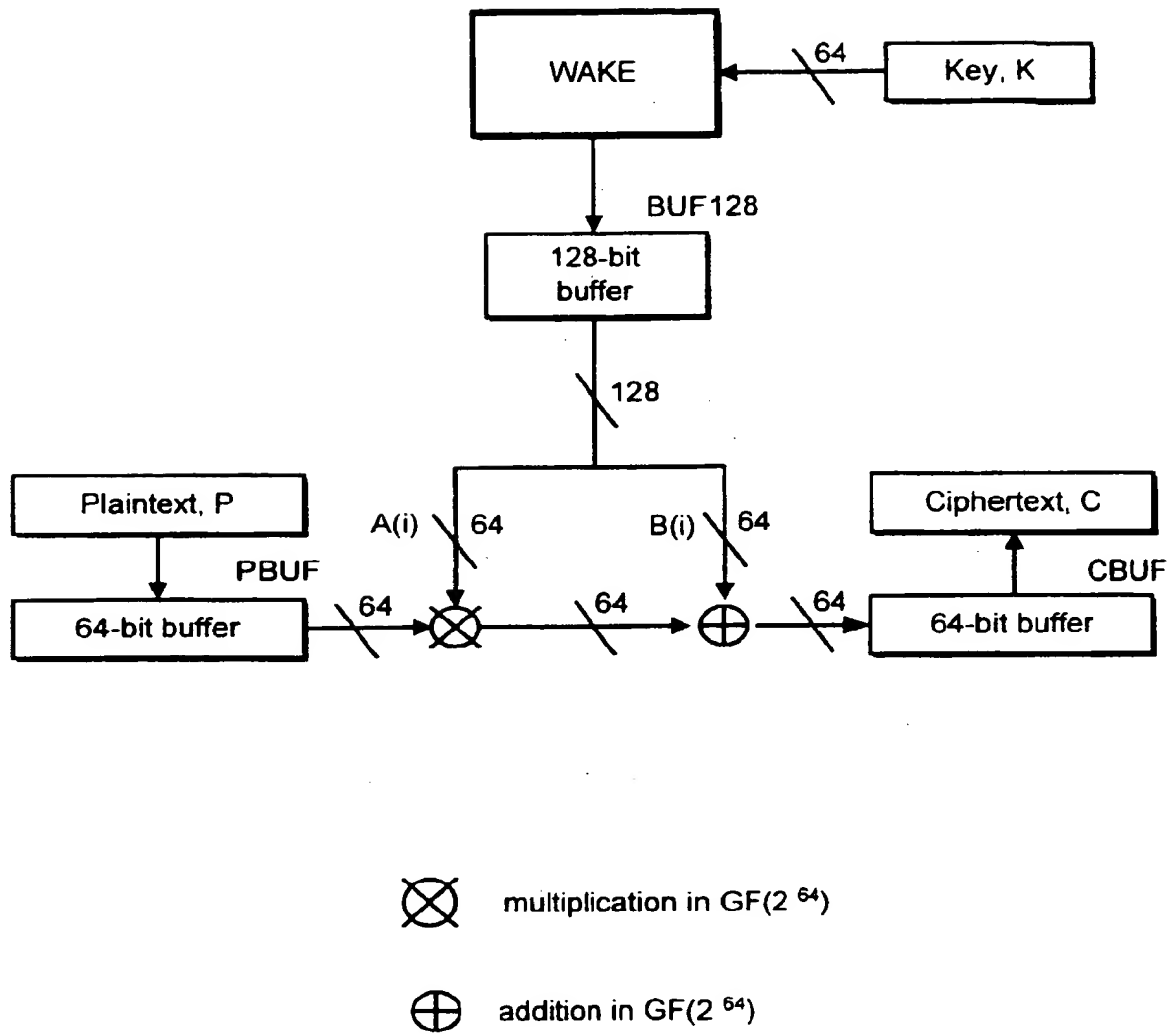 WAKE
64
Key, K
BUF128
128-bit
buffer
128
Plaintext, P
A(i)
64
B(i)
64
Ciphertext, C
PBUF
CBUF
64-bit buffer
64
64
64
64-bit buffer
multiplication in GF(2 64)
addition in GF(2 64)